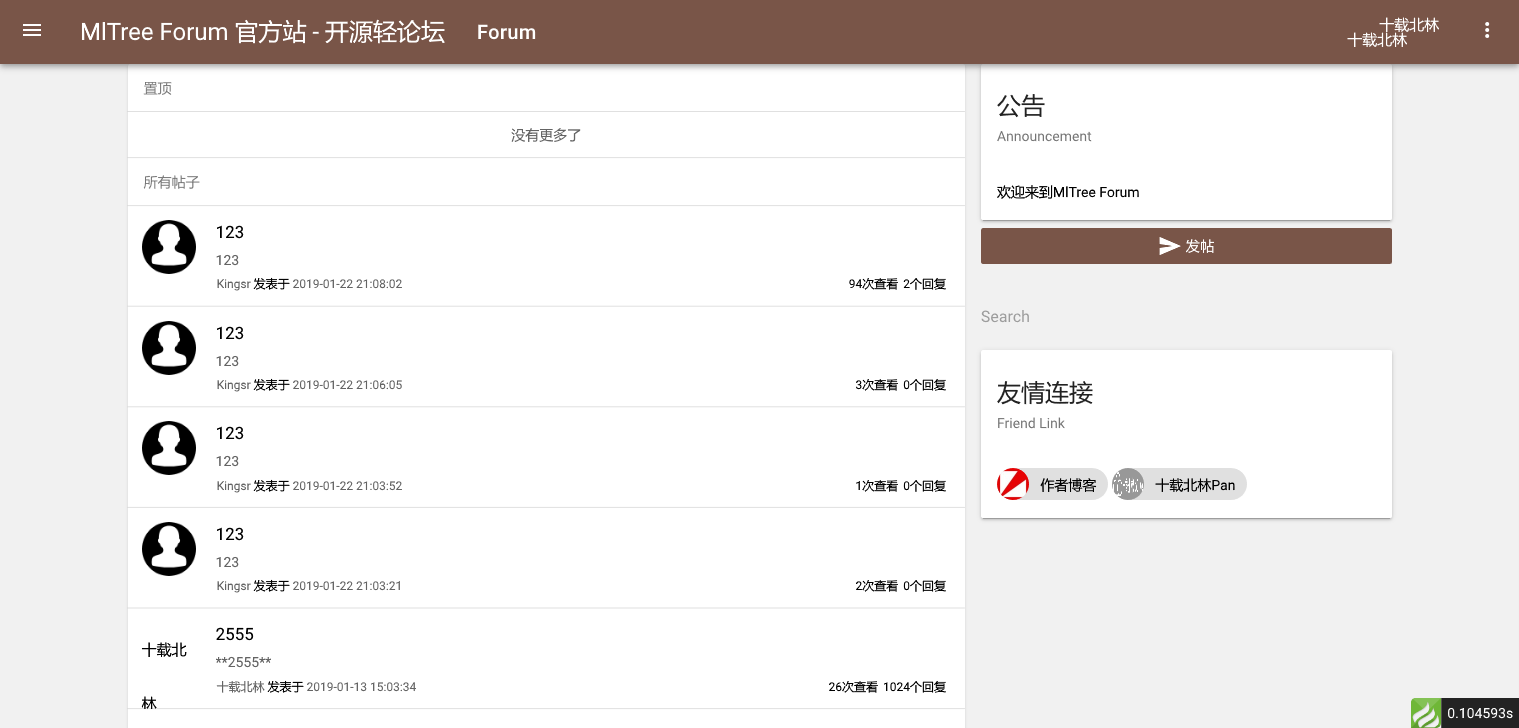 MlTree Forum 官方站 - 开源轻论坛
Forum
十载北林
十载北林
置顶
没有更多了
所有帖子
123
123
Kingsr 发表于 2019-01-22 21:08:02
94次查看 2个回复
123
123
Kingsr 发表于 2019-01-22 21:06:05
3次查看 0个回复
123
123
Kingsr 发表于 2019-01-22 21:03:52
1次查看 0个回复
123
123
Kingsr 发表于 2019-01-22 21:03:21
2次查看 0个回复
十载北
林
2555
**2555**
十载北林 发表于 2019-01-13 15:03:34
26次查看 1024个回复
公告
Announcement
欢迎来到MlTree Forum
发帖
Search
友情连接
Friend Link
作者博客
十载北林Pan
0.104593s